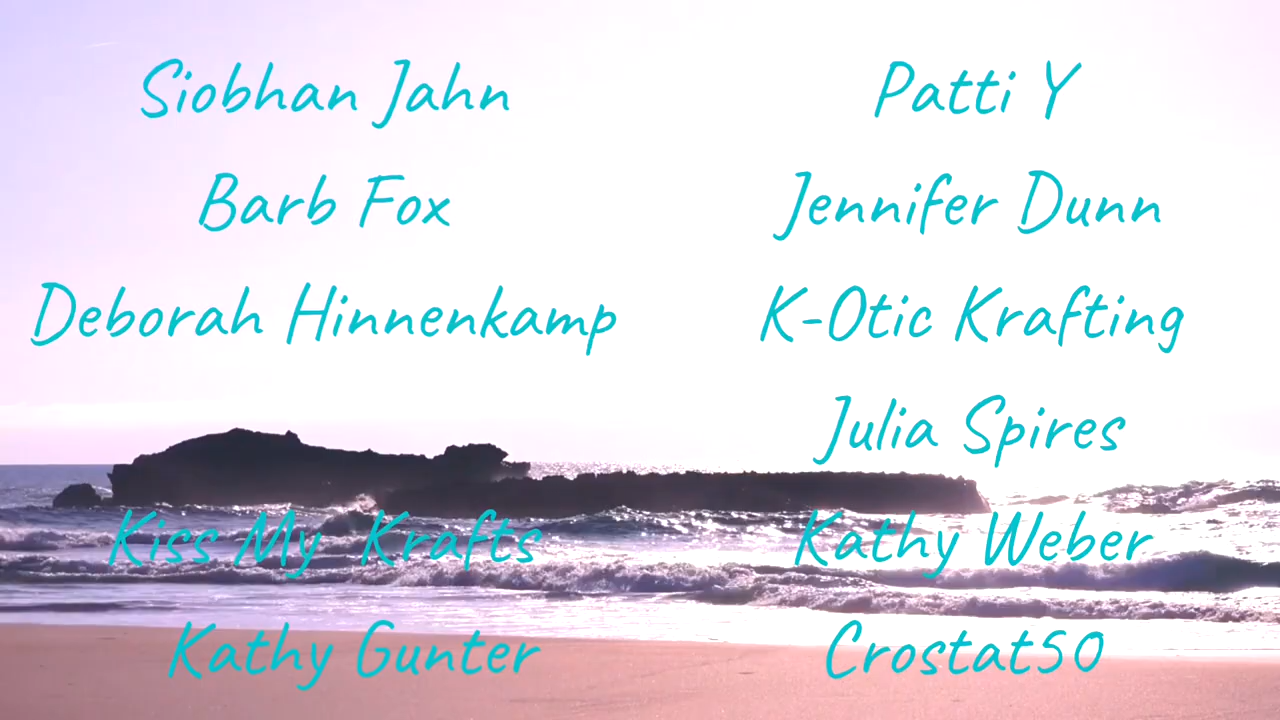 Siobhan Jahn
Barb Fox
Deborah Hinnenkamp
Kiss My Krafts
Kathy Gunter
Patti Y
Jennifer Dunn
K-Otic Krafting
Julia Spires
Kathy Weber
Crostat50